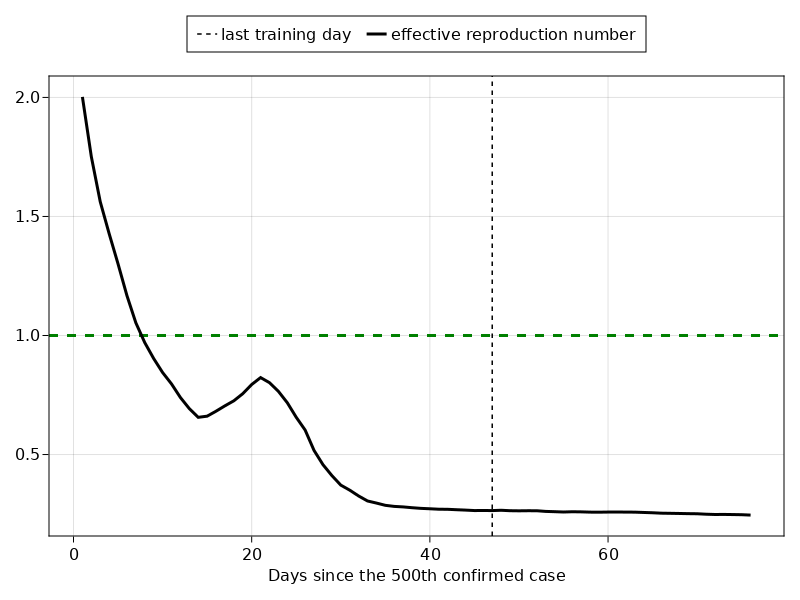 last training day effective reproduction number
2.0
1.5
1.0
0.5
0 20 40 60
Days since the 500th confirmed case